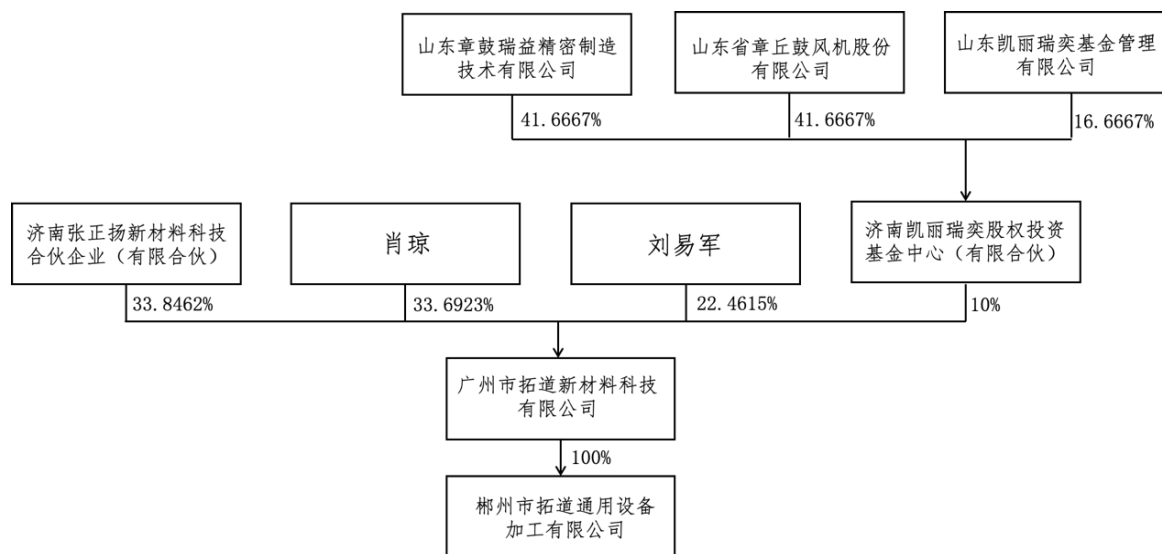 山东章鼓瑞益精密制造
技术有限公司
山东省章丘鼓风机股份
有限公司
山东凯丽瑞奕基金管理
有限公司
41.6667%
41.6667%
16.6667%
济南张正扬新材料科技
合伙企业（有限合伙）
肖琼
刘易军
济南凯丽瑞奕股权投资
基金中心（有限合伙）
33.8462%
33.6923%
22.4615%
10%
广州市拓道新材料科技
有限公司
100%
郴州市拓道通用设备
加工有限公司